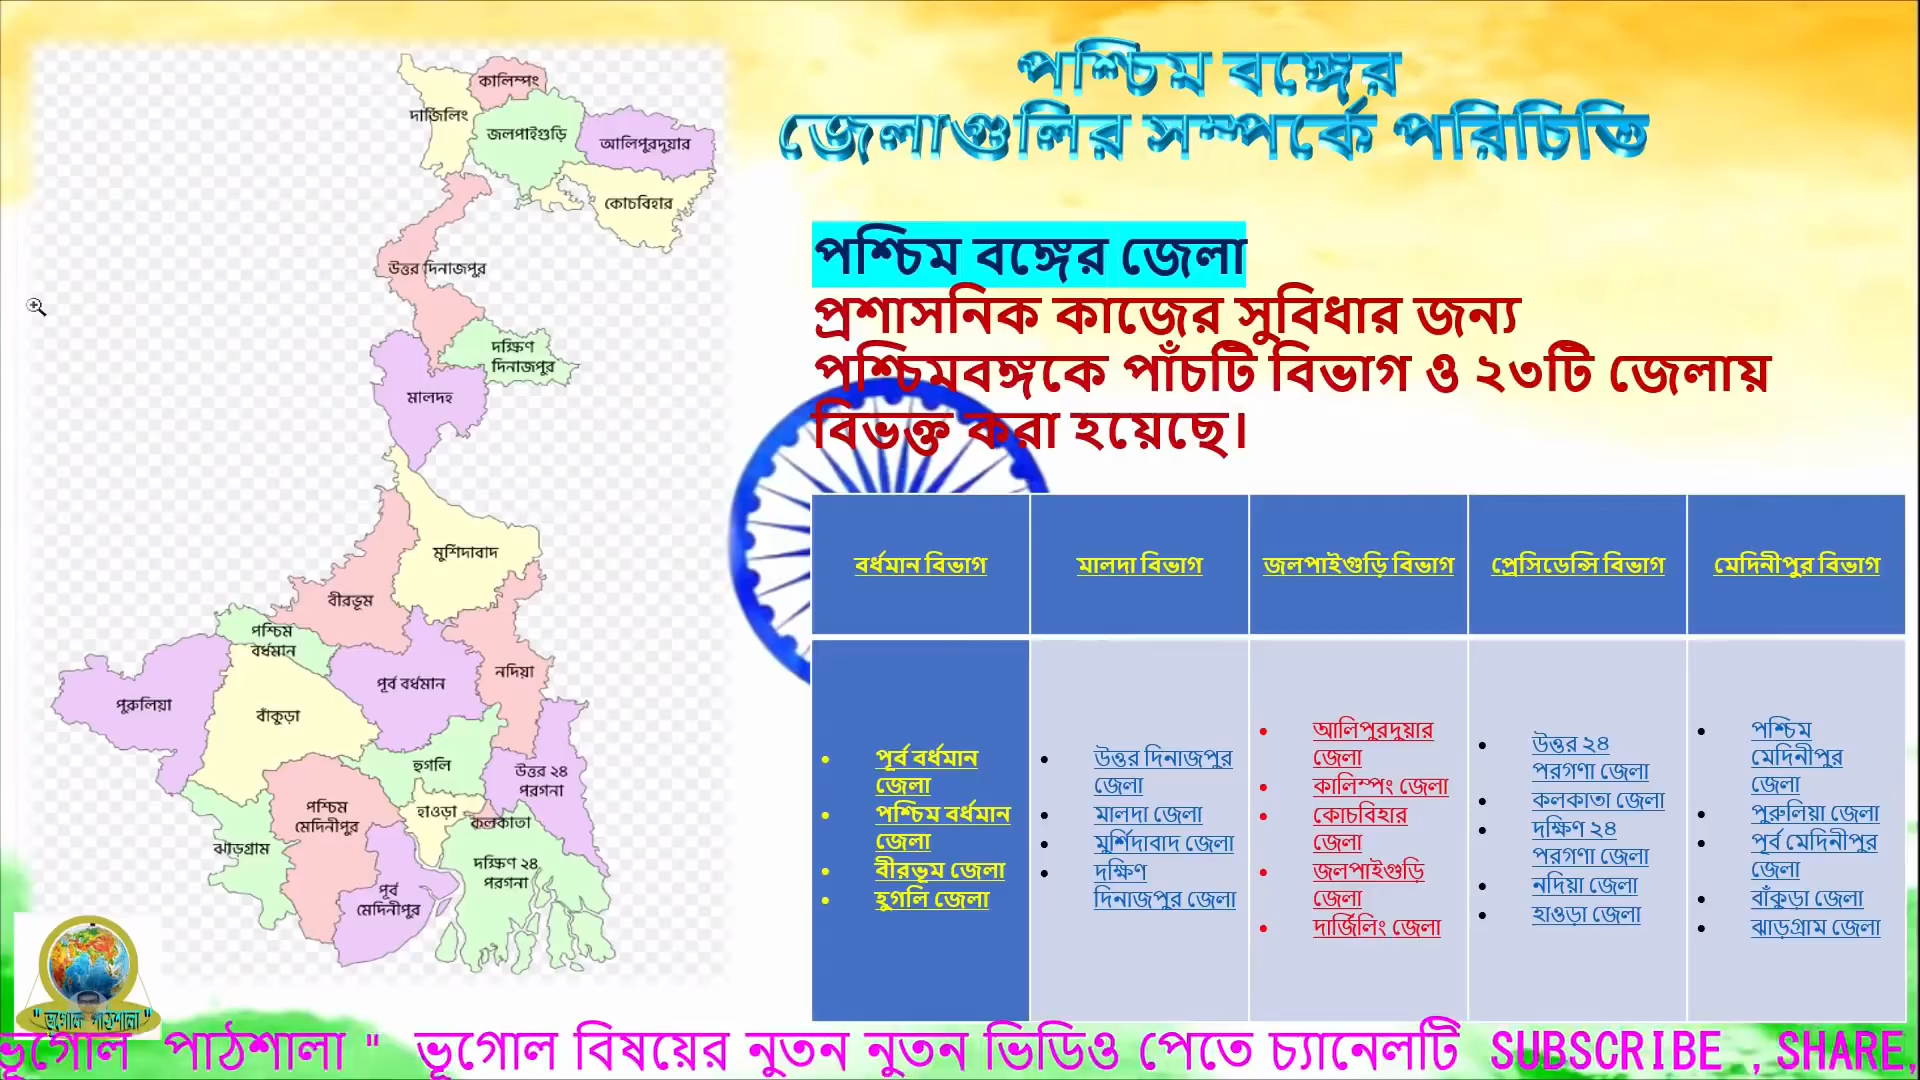 পশ্চিম বঙ্গের
জেলাগুলির সম্পর্কে পরিচিতি
কালিম্পং
দার্জিলিং
জলপাইগুড়ি
আলিপুরদুয়ার
কোচবিহার
উত্তর দিনাজপুর
দক্ষিণ
দিনাজপুর
মালদহ
মুর্শিদাবাদ
বীরভূম
পশ্চিম
বর্ধমান
নদিয়া
পূর্ব বর্ধমান
পুরুলিয়া
বাঁকুড়া
হুগলি
উত্তর ২৪
পরগনা
পশ্চিম
মেদিনীপুর
হাওড়া
কলকাতা
ঝাড়গ্রাম
দক্ষিণ ২৪
পরগনা
পূর্ব
মেদিনীপুর
পশ্চিম বঙ্গের জেলা
প্রশাসনিক কাজের সুবিধার জন্য
পশ্চিমবঙ্গকে পাঁচটি বিভাগ ও ২৩টি জেলায়
বিভক্ত করা হয়েছে।
বর্ধমান বিভাগ
মালদা বিভাগ
জলপাইগুড়ি বিভাগ
প্রেসিডেন্সি বিভাগ
মেদিনীপুর বিভাগ
• পূর্ব বর্ধমান
জেলা
• পশ্চিম বর্ধমান
জেলা
• বীরভূম জেলা
• হুগলি জেলা
• উত্তর দিনাজপুর
জেলা
• মালদা জেলা
• মুর্শিদাবাদ জেলা
• দক্ষিণ
দিনাজপুর জেলা
• আলিপুরদুয়ার
জেলা
• কালিম্পং জেলা
• কোচবিহার
জেলা
• জলপাইগুড়ি
জেলা
• দার্জিলিং জেলা
• উত্তর ২৪
পরগণা জেলা
• কলকাতা জেলা
• দক্ষিণ ২৪
পরগণা জেলা
• নদিয়া জেলা
• হাওড়া জেলা
• পশ্চিম
মেদিনীপুর
জেলা
• পুরুলিয়া জেলা
• পূর্ব মেদিনীপুর
জেলা
• বাঁকুড়া জেলা
• ঝাড়গ্রাম জেলা
" ভূগোল পাঠশালা "
ভূগোল পাঠশালা " ভূগোল বিষয়ের নুতন নুতন ভিডিও পেতে চ্যানেলটি SUBSCRIBE , SHARE,